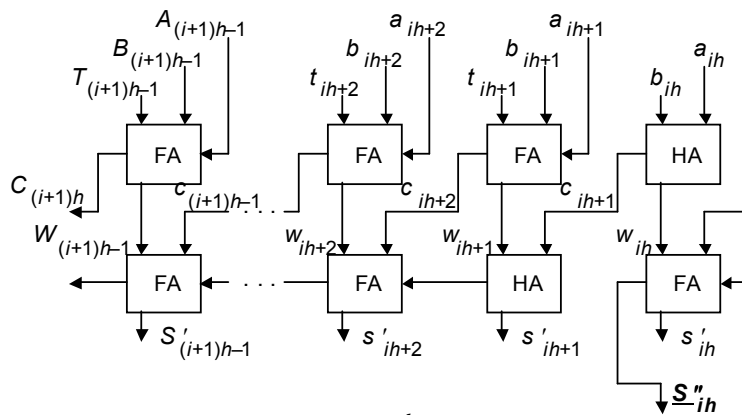 A(i+1)h–1 a ih+2 a ih+1
B(i+1)h–1 b ih+2 b ih+1 a ih
T(i+1)h–1 t ih+2 t ih+1 b ih
FA FA FA HA
C(i+1)h c(i+1)h–1 c ih+2 c ih+1
W(i+1)h–1 . . . w ih+2 w ih+1 w ih
FA . . . FA HA FA
S′(i+1)h–1 s′ih+2 s′ih+1 s′ih
S″ih